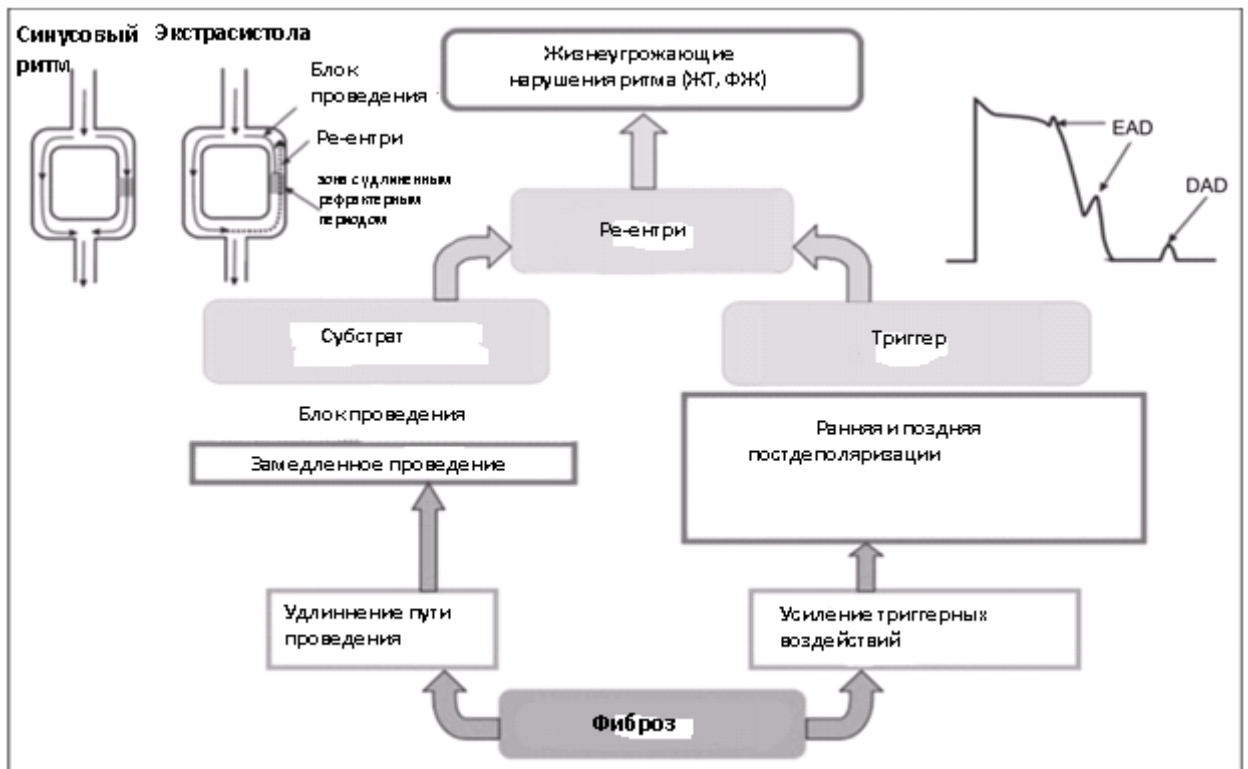 Синусовый
ритм
Экстрасистола
Блок
проведения
Ре-ентри
зона с удлиненным
рефрактерным
периодом
Жизнеугрожающие
нарушения ритма (ЖТ, ФЖ)
EAD
DAD
Ре-ентри
Субстрат
Триггер
Блок проведения
Замедленное проведение
Ранняя и поздняя
постдеполяризации
Удлиннение пути
проведения
Усиление триггерных
воздействий
Фиброз